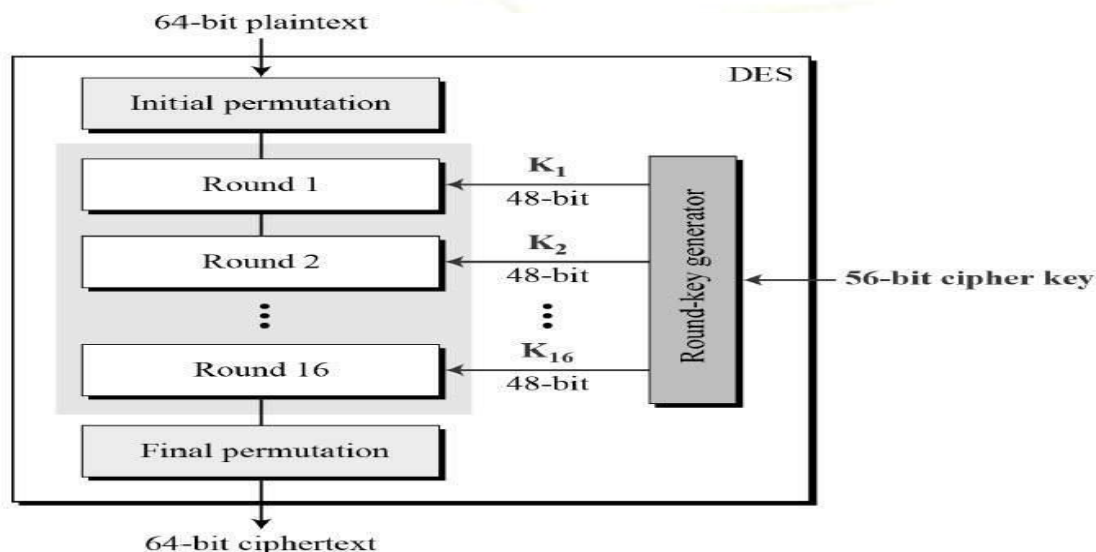 64-bit plaintext
DES
Initial permutation
K1
Round 1
48-bit
K2
Round 2
48-bit
Round-key generator
56-bit cipher key
K16
Round 16
48-bit
Final permutation
64-bit ciphertext